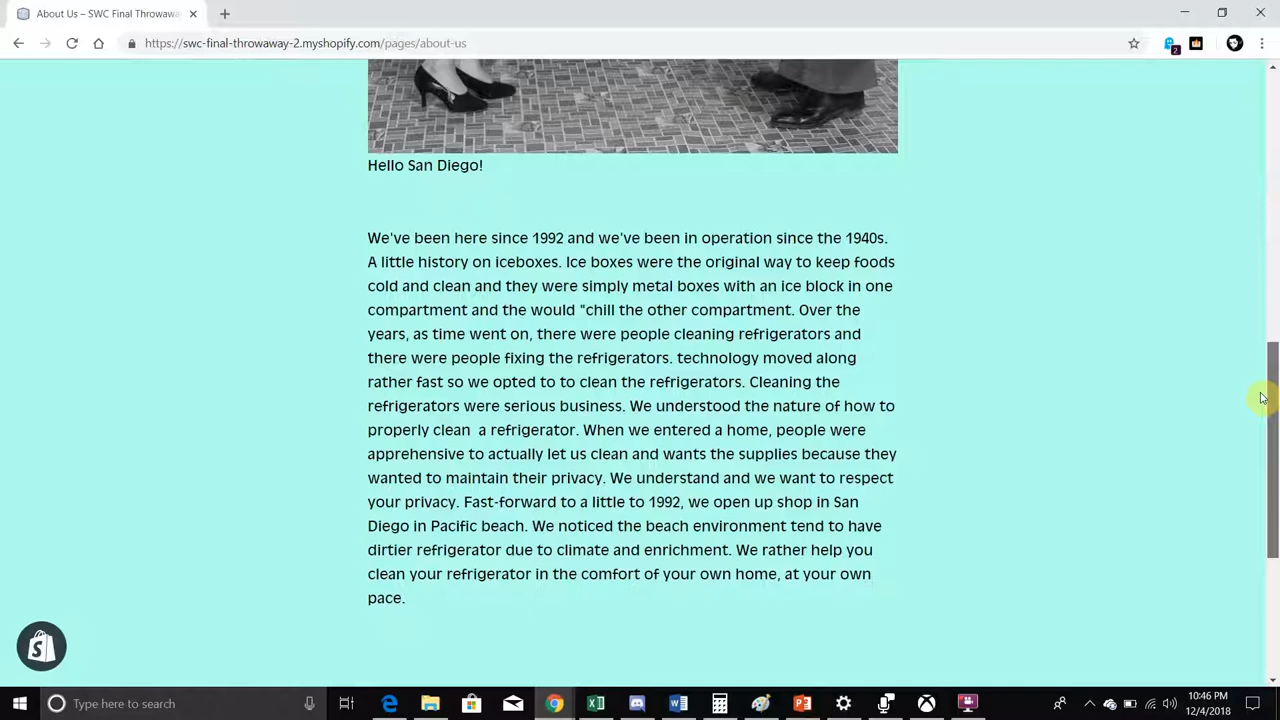 About Us – SWC Final Throwawa
https://swc-final-throwaway-2.myshopify.com/pages/about-us
2
Hello San Diego!
We've been here since 1992 and we've been in operation since the 1940s.
A little history on iceboxes. Ice boxes were the original way to keep foods
cold and clean and they were simply metal boxes with an ice block in one
compartment and the would "chill the other compartment. Over the
years, as time went on, there were people cleaning refrigerators and
there were people fixing the refrigerators. technology moved along
rather fast so we opted to to clean the refrigerators. Cleaning the
refrigerators were serious business. We understood the nature of how to
properly clean  a refrigerator. When we entered a home, people were
apprehensive to actually let us clean and wants the supplies because they
wanted to maintain their privacy. We understand and we want to respect
your privacy. Fast-forward to a little to 1992, we open up shop in San
Diego in Pacific beach. We noticed the beach environment tend to have
dirtier refrigerator due to climate and enrichment. We rather help you
clean your refrigerator in the comfort of your own home, at your own
pace.
Type here to search
10:46 PM
12/4/2018